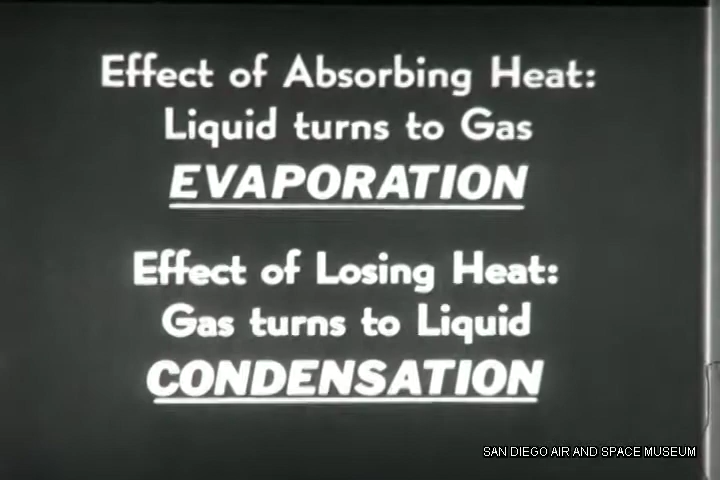 Effect of Absorbing Heat:
Liquid turns to Gas
EVAPORATION
Effect of Losing Heat:
Gas turns to Liquid
CONDENSATION
SAN DIEGO AIR AND SPACE MUSEUM